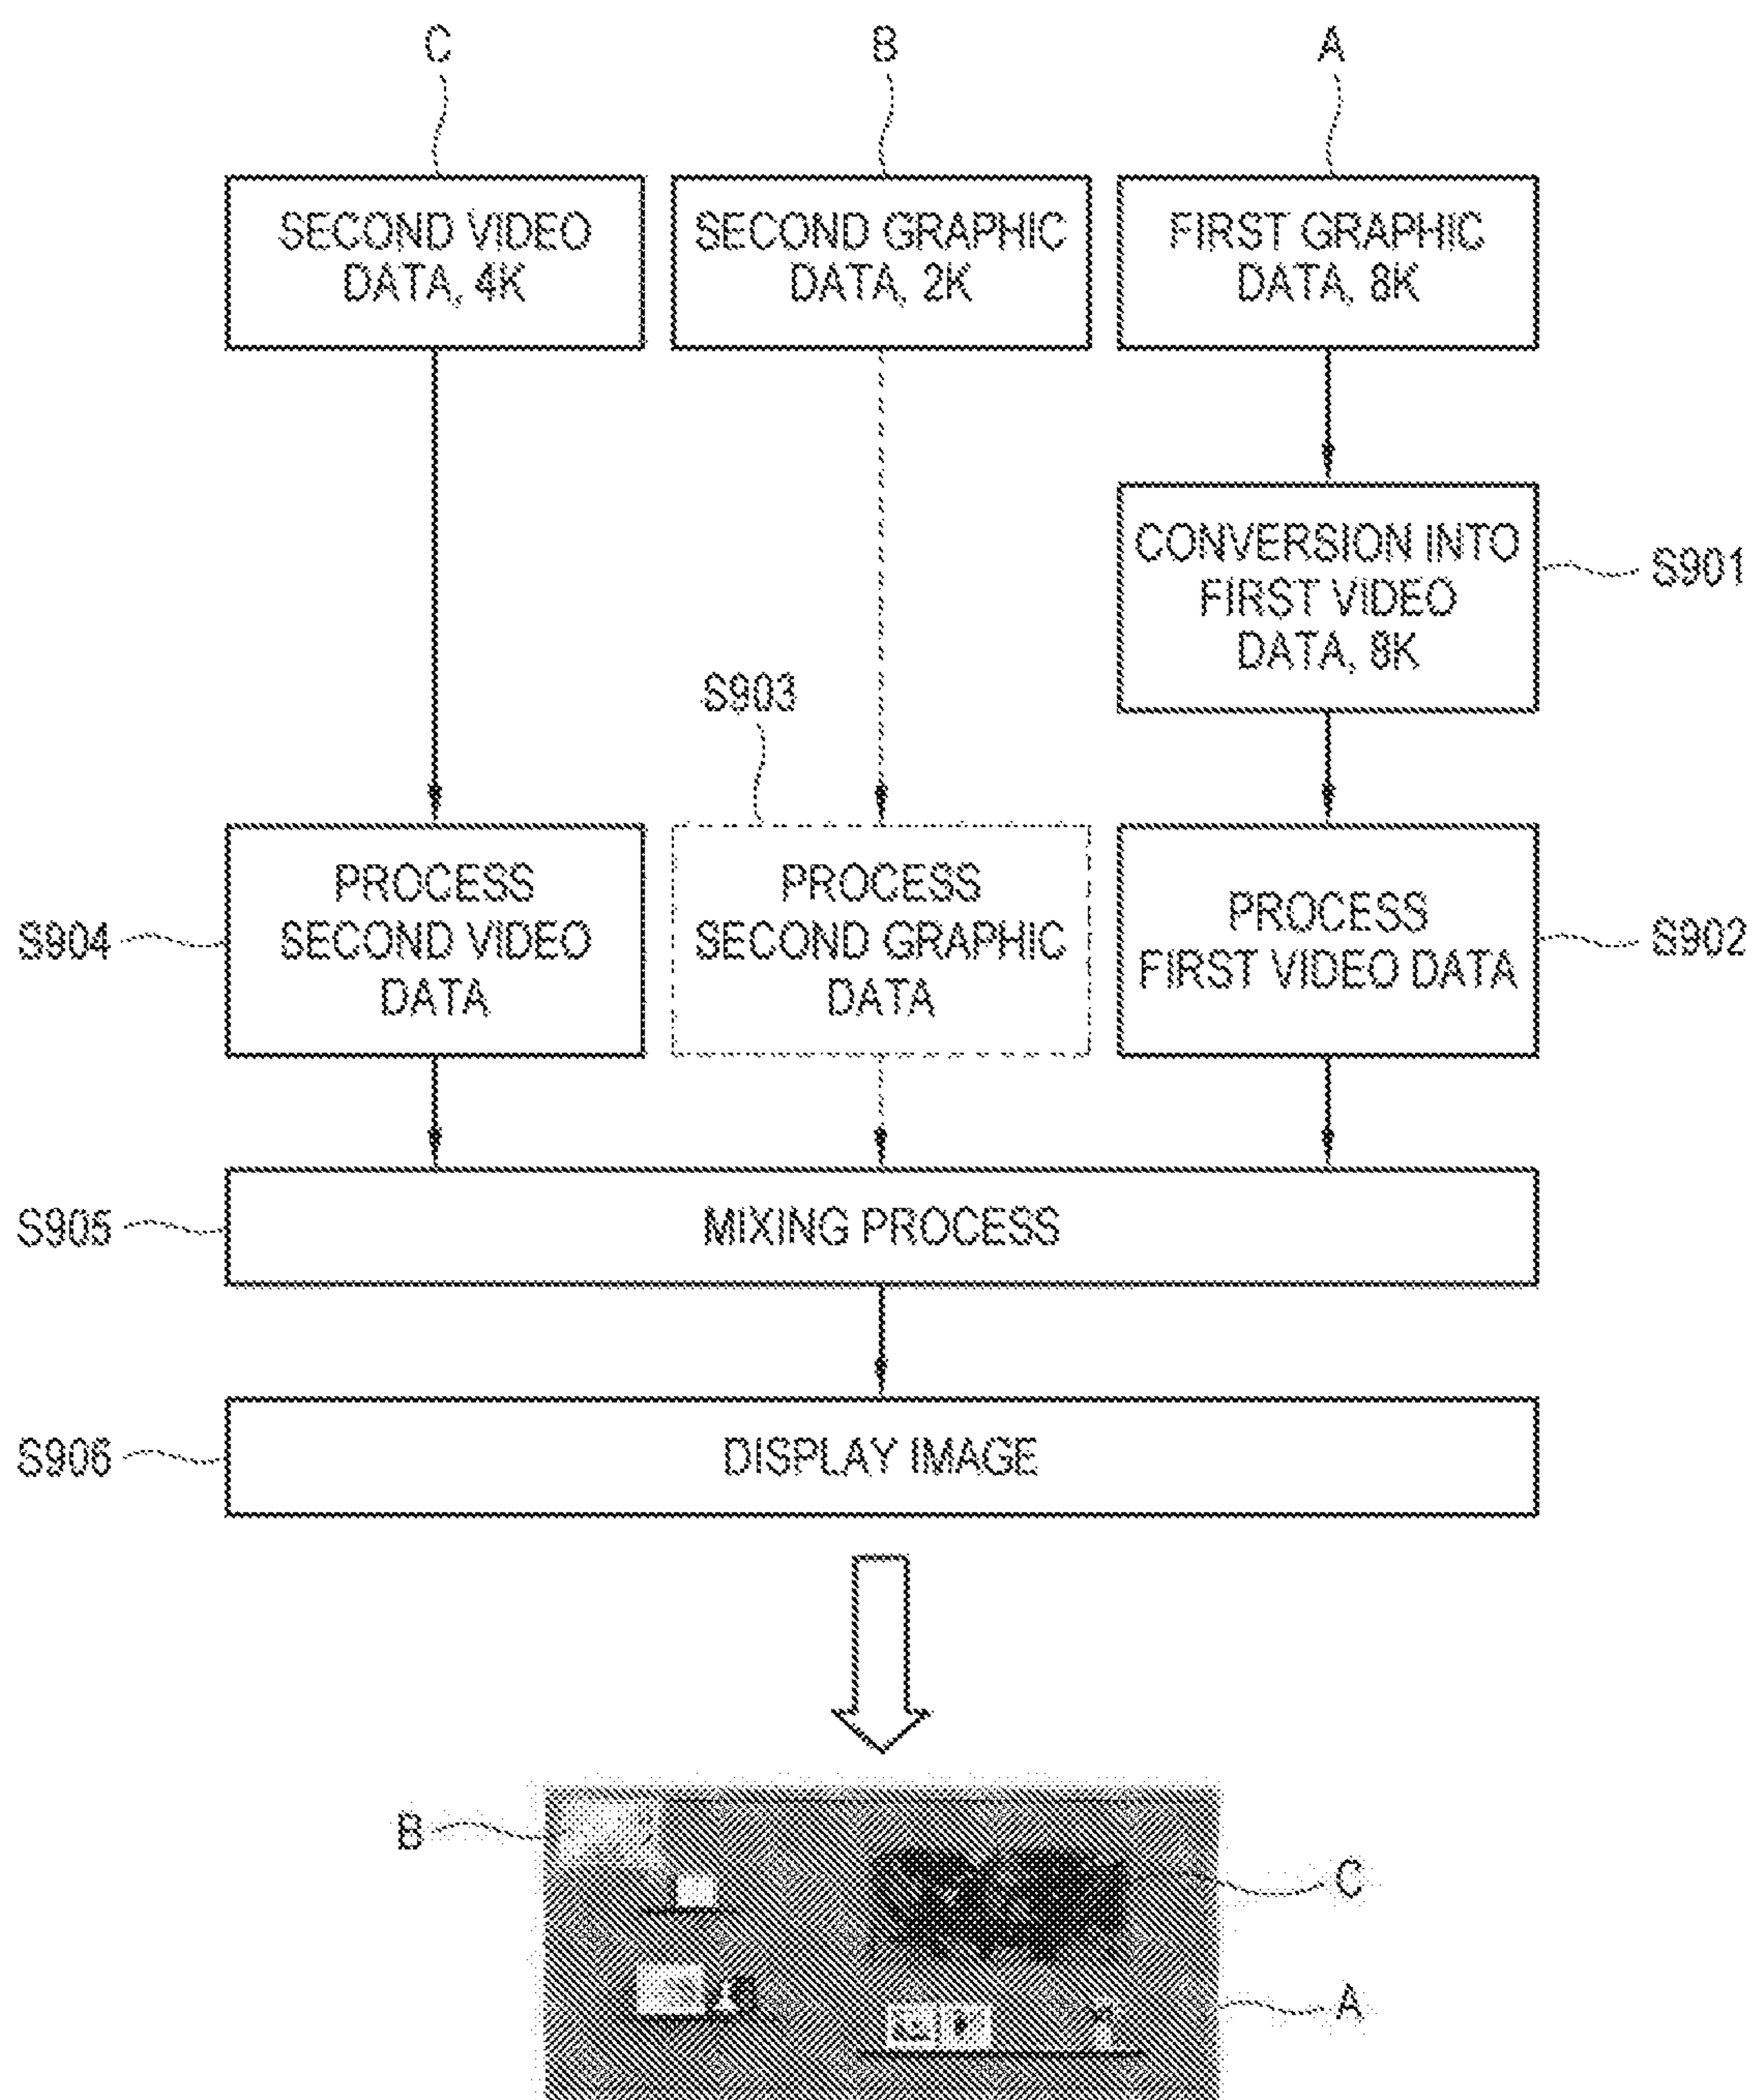 C
B
A
SECOND VIDEO
DATA, 4K
SECOND GRAPHIC
DATA, 2K
FIRST GRAPHIC
DATA, 8K
CONVERSION INTO
FIRST VIDEO
DATA, 8K
S901
S903
S904
PROCESS
SECOND VIDEO
DATA
PROCESS
SECOND GRAPHIC
DATA
PROCESS
FIRST VIDEO DATA
S902
S905
MIXING PROCESS
S906
DISPLAY IMAGE
B
C
A